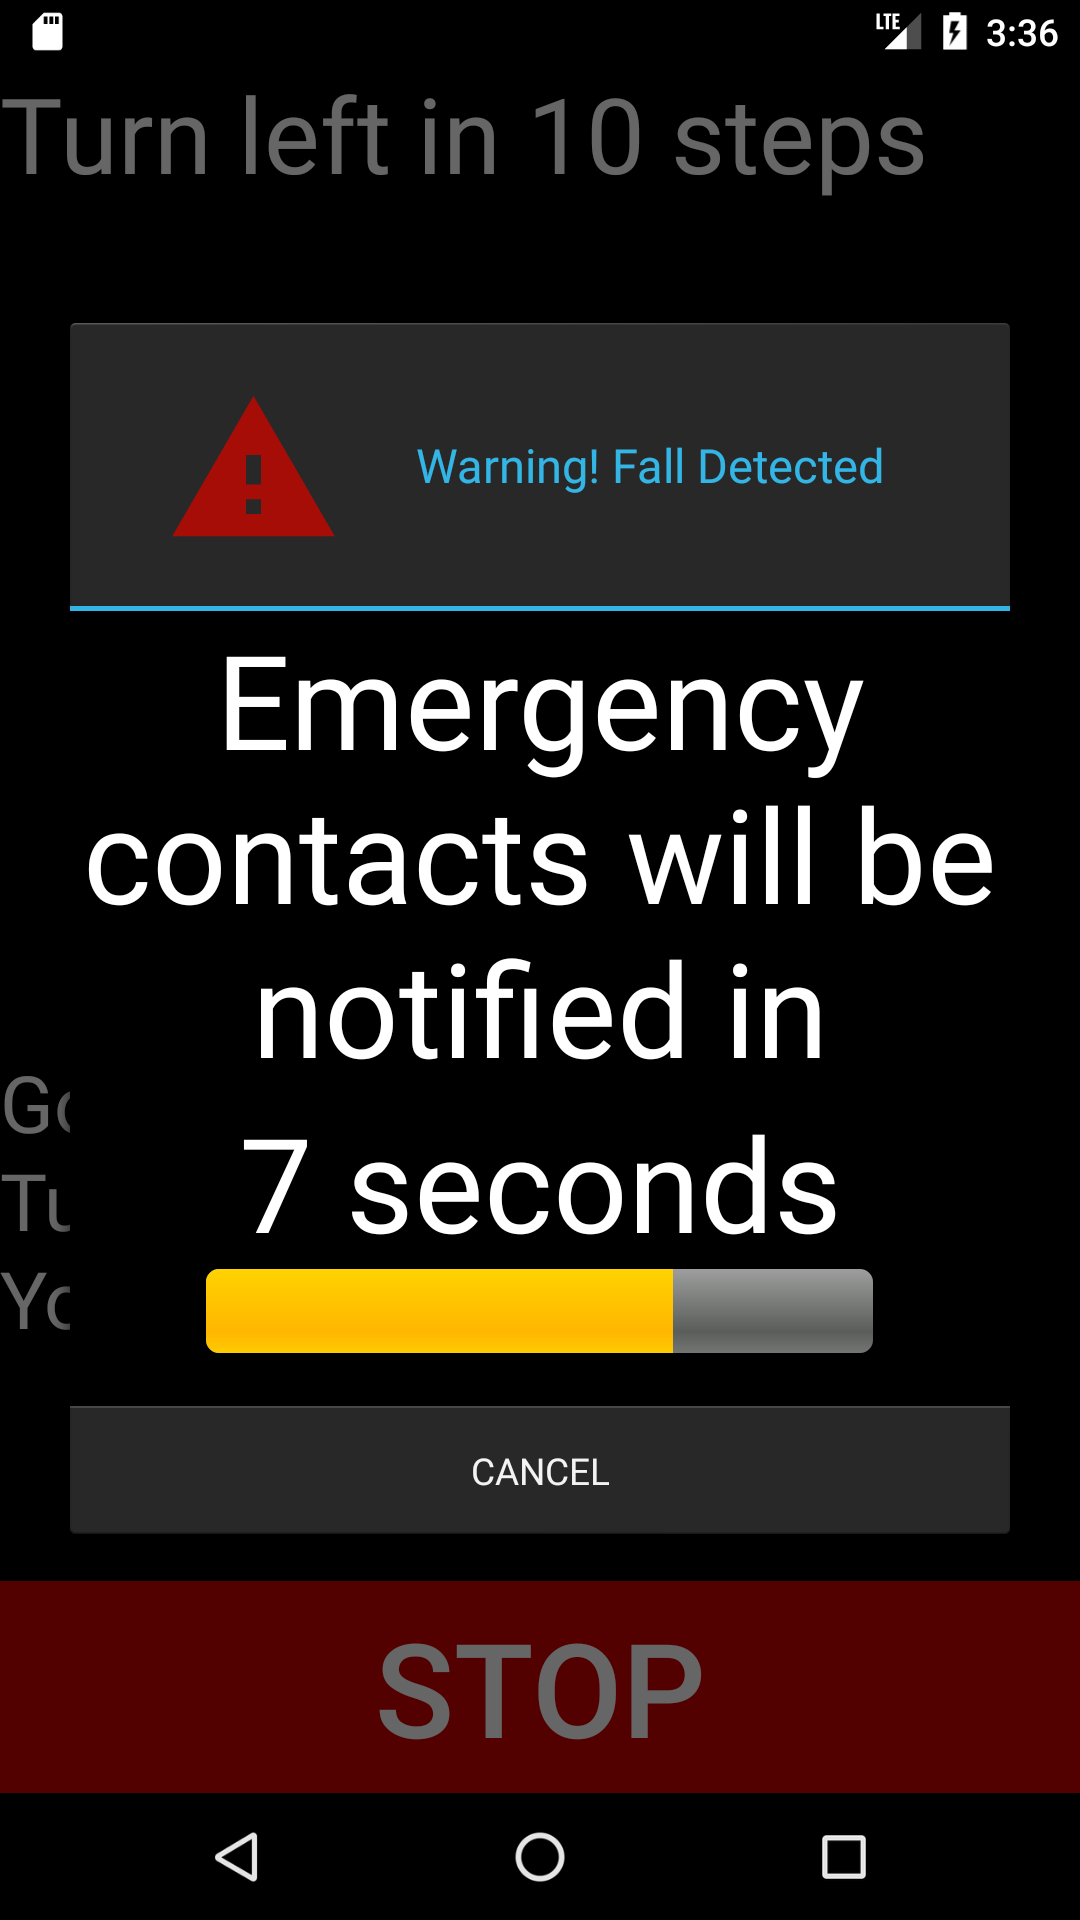 LTE 3:36
Turn left in 10 steps
Warning! Fall Detected
Emergency
contacts will be
notified in
7 seconds
CANCEL
STOP